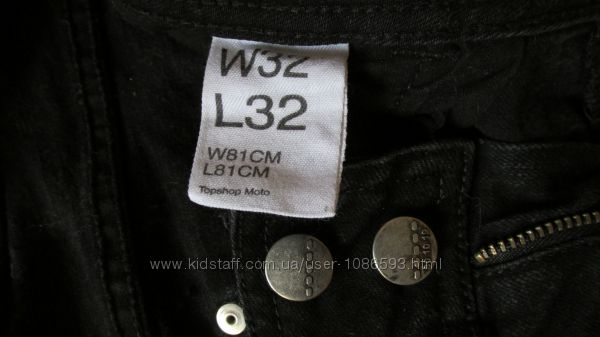 W32
L32
W81CM
L81CM
Topshop Moto
www.kidstaff.com.ua/user-1086593.html